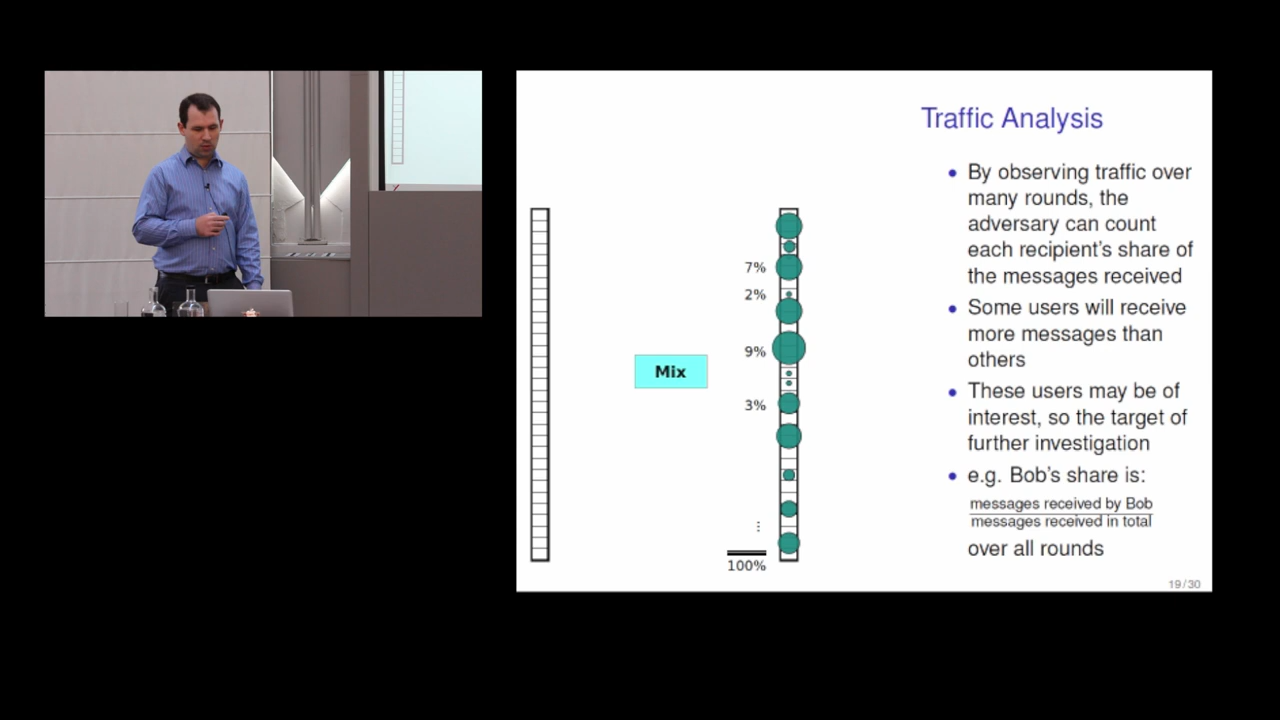 Traffic Analysis
• By observing traffic over
many rounds, the
adversary can count
each recipient's share of
the messages received
• Some users will receive
more messages than
others
• These users may be of
interest, so the target of
further investigation
• e.g. Bob's share is:
messages received by Bob
messages received in total
over all rounds
7%
2%
9%
Mix
3%
⋮
100%
19/30